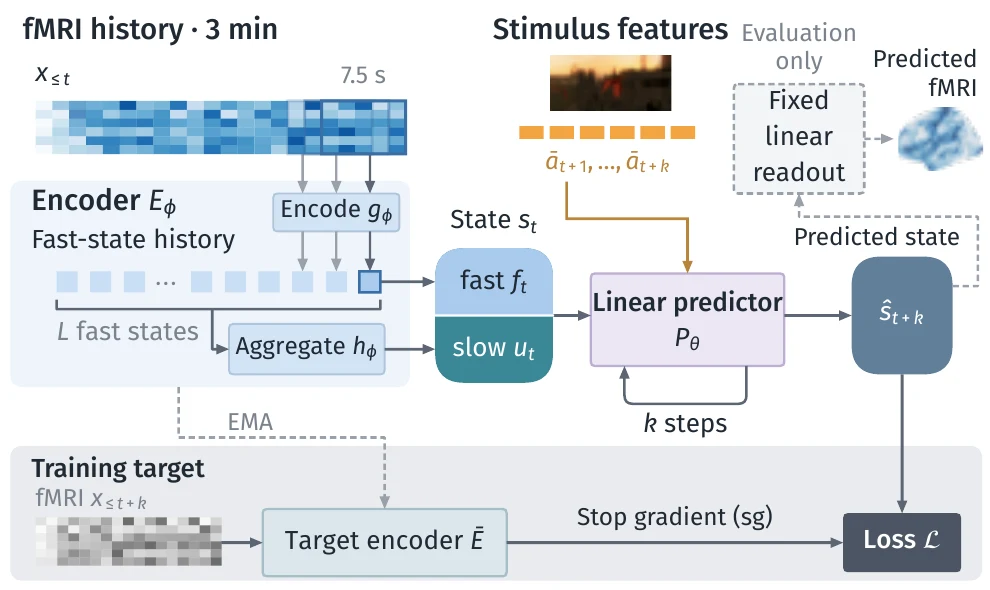 fMRI history · 3 min
x≤t
7.5 s
Stimulus features
ā t+1, ..., ā t+k
Evaluation
only
Fixed
linear
readout
Predicted
fMRI
Encoder Eϕ
Fast-state history
Encode gϕ
...
L fast states
Aggregate hϕ
State st
fast ft
slow ut
Linear predictor
Pθ
k steps
Predicted state
ŝt+k
EMA
Training target
fMRI x≤t+k
Target encoder Ē
Stop gradient (sg)
Loss ℒ